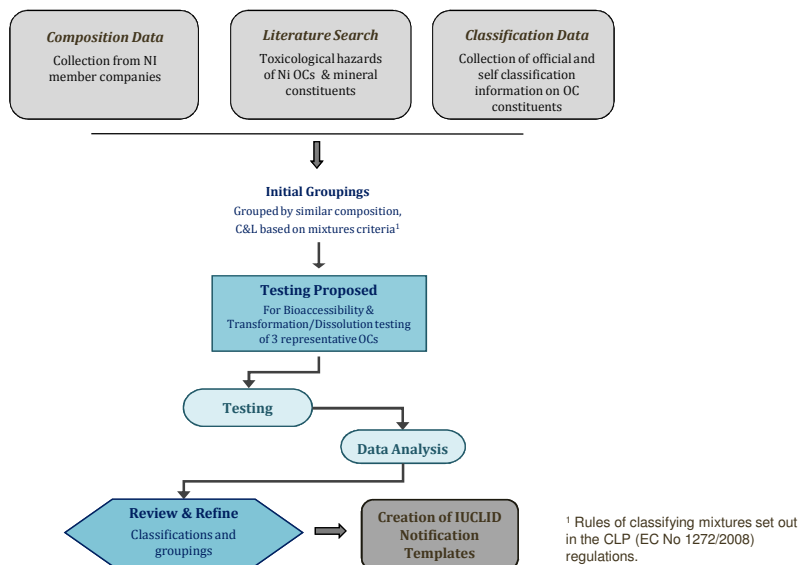 Composition Data
Collection from NI
member companies
Literature Search
Toxicological hazards
of Ni OCs & mineral
constituents
Classification Data
Collection of official and
self classification
information on OC
constituents
Initial Groupings
Grouped by similar composition,
C&L based on mixtures criteria¹
Testing Proposed
For Bioaccessibility &
Transformation/Dissolution testing
of 3 representative OCs
Testing
Data Analysis
Review & Refine
Classifications and
groupings
Creation of IUCLID
Notification
Templates
¹ Rules of classifying mixtures set out
in the CLP (EC No 1272/2008)
regulations.